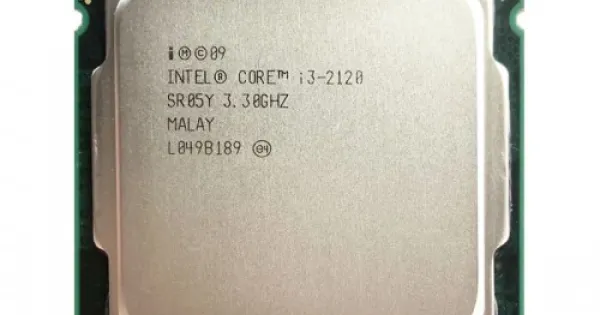 i Ⓜ©09
INTEL® CORE™ i3-2120
SR05Y 3.30GHZ
MALAY
L049B189 e4